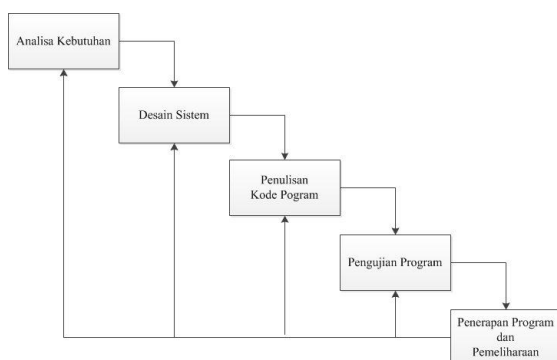 Analisa Kebutuhan
Desain Sistem
Penulisan
Kode Pogram
Pengujian Program
Penerapan Program
dan
Pemeliharaan